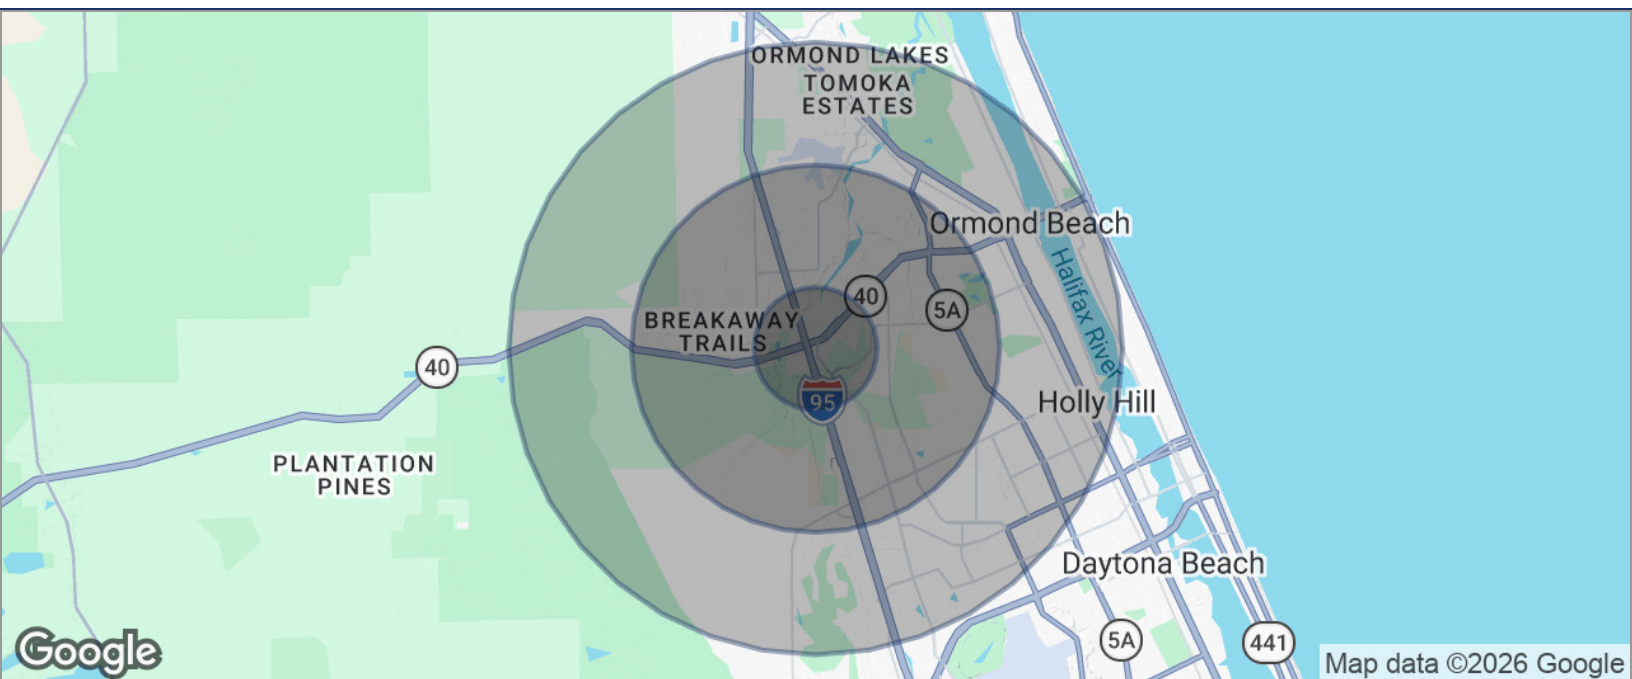 ORMOND LAKES
TOMOKA
ESTATES
Ormond Beach
Halifax River
40
5A
BREAKAWAY
TRAILS
40
95
Holly Hill
PLANTATION
PINES
Daytona Beach
5A
441
Google
Map data ©2026 Google